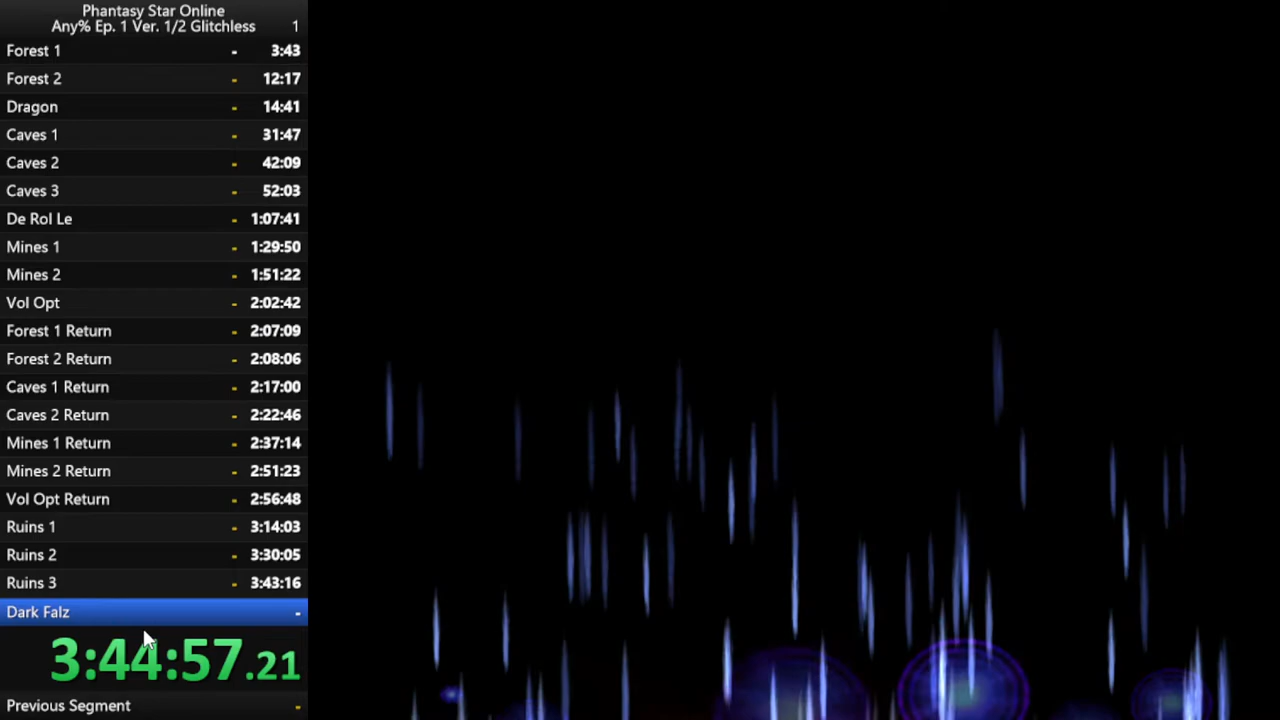 Phantasy Star Online
Any% Ep. 1 Ver. 1/2 Glitchless 1
Forest 1 - 3:43
Forest 2 - 12:17
Dragon - 14:41
Caves 1 - 31:47
Caves 2 - 42:09
Caves 3 - 52:03
De Rol Le - 1:07:41
Mines 1 - 1:29:50
Mines 2 - 1:51:22
Vol Opt - 2:02:42
Forest 1 Return - 2:07:09
Forest 2 Return - 2:08:06
Caves 1 Return - 2:17:00
Caves 2 Return - 2:22:46
Mines 1 Return - 2:37:14
Mines 2 Return - 2:51:23
Vol Opt Return - 2:56:48
Ruins 1 - 3:14:03
Ruins 2 - 3:30:05
Ruins 3 - 3:43:16
Dark Falz -
3:44:57.21
Previous Segment -